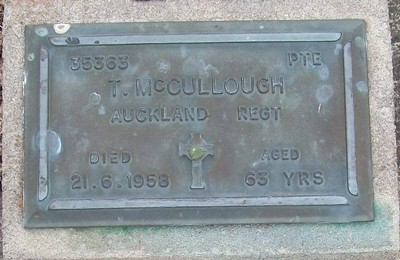 35363 PTE
T. McCULLOUGH
AUCKLAND REGT
DIED AGED
21.6.1958 63 YRS